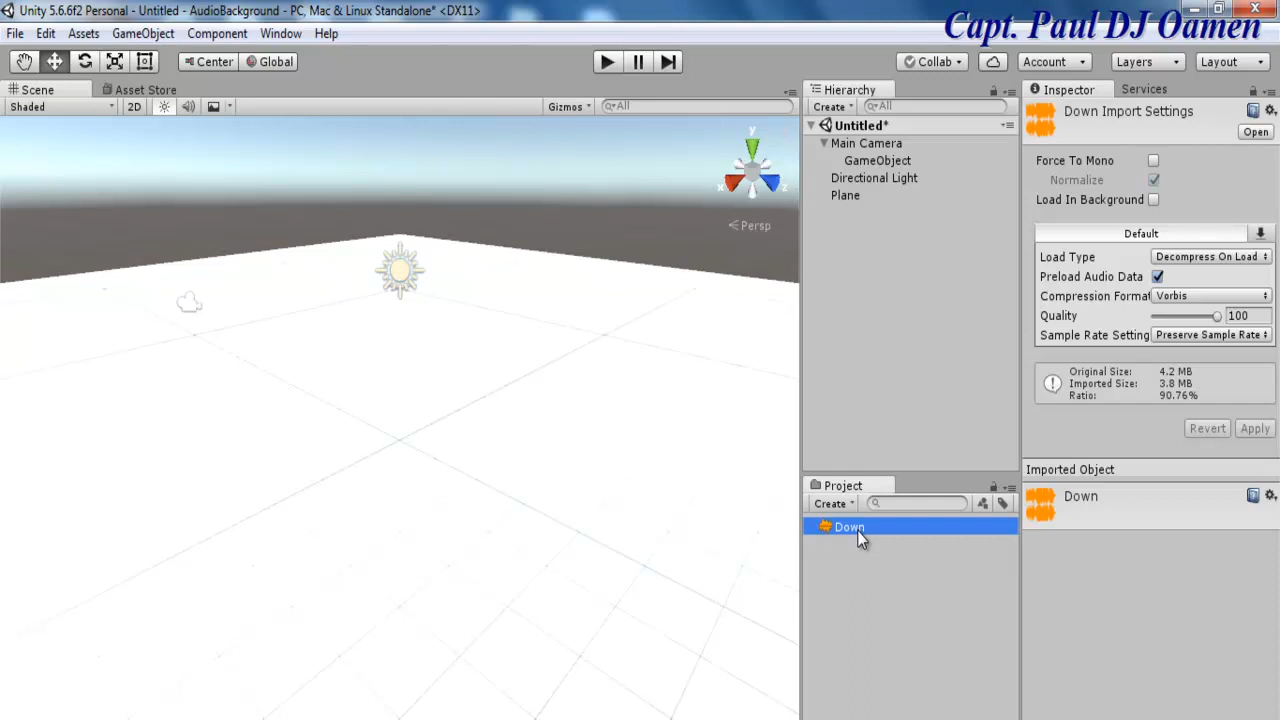 Unity 5.6.6f2 Personal - Untitled - AudioBackground - PC, Mac & Linux Standalone* <DX11>
Capt. Paul DJ Oamen
File Edit Assets GameObject Component Window Help
Center Global Collab Account Layers Layout
Scene Asset Store
Shaded 2D Gizmos All
y
x z
Persp
Hierarchy
Create All
Untitled*
Main Camera
GameObject
Directional Light
Plane
Project
Create
Down
Inspector Services
Down Import Settings
Open
Force To Mono
Normalize
Load In Background
Default
Load Type Decompress On Load
Preload Audio Data
Compression Format Vorbis
Quality 100
Sample Rate Setting Preserve Sample Rate
Original Size: 4.2 MB
Imported Size: 3.8 MB
Ratio: 90.76%
Revert Apply
Imported Object
Down